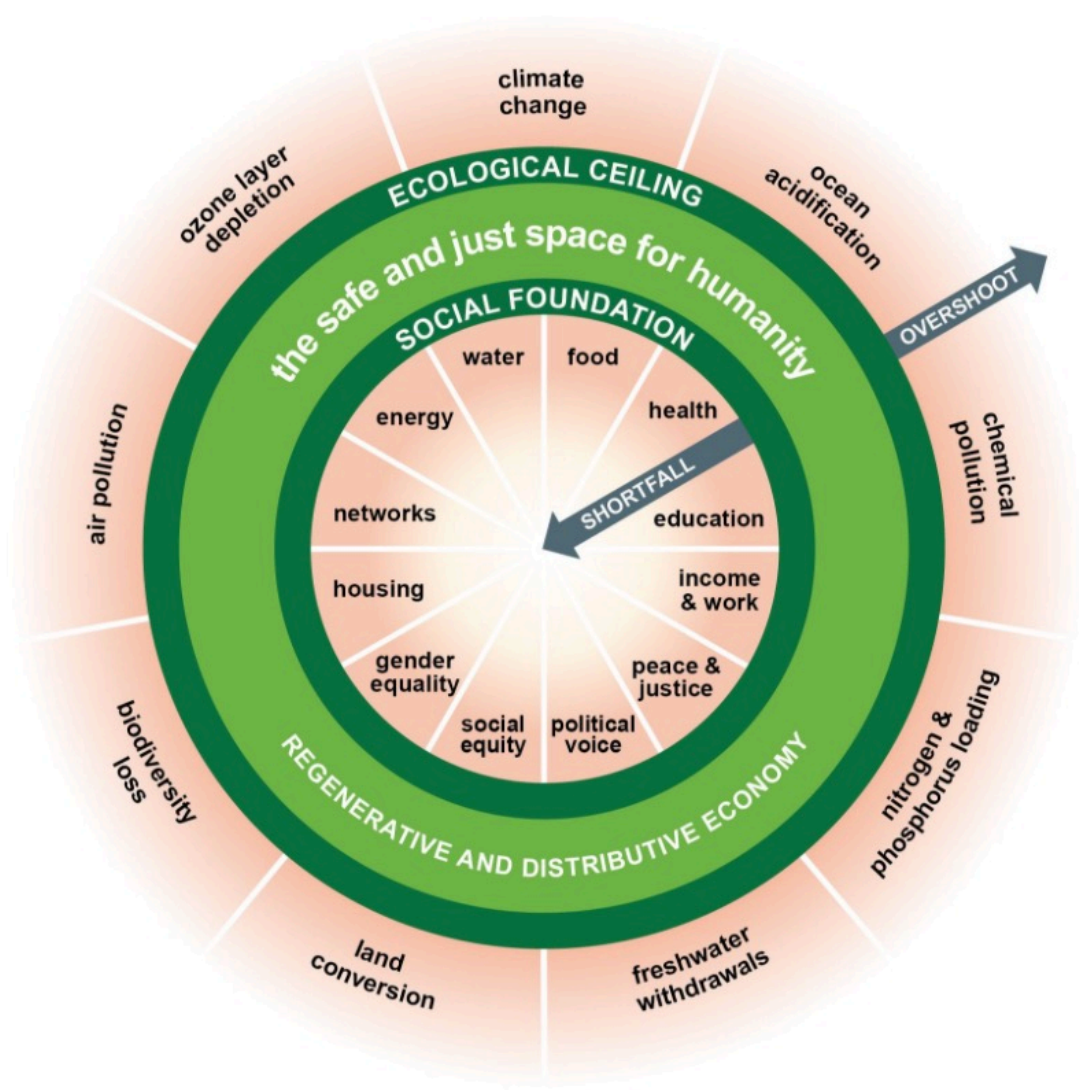 climate
change
ozone layer
depletion
ocean
acidification
ECOLOGICAL CEILING
the safe and just space for humanity
SOCIAL FOUNDATION
OVERSHOOT
water
food
energy
health
SHORTFALL
networks
education
air pollution
chemical
pollution
housing
income
& work
gender
equality
peace &
justice
social
equity
political
voice
biodiversity
loss
nitrogen &
phosphorus loading
REGENERATIVE AND DISTRIBUTIVE ECONOMY
land
conversion
freshwater
withdrawals